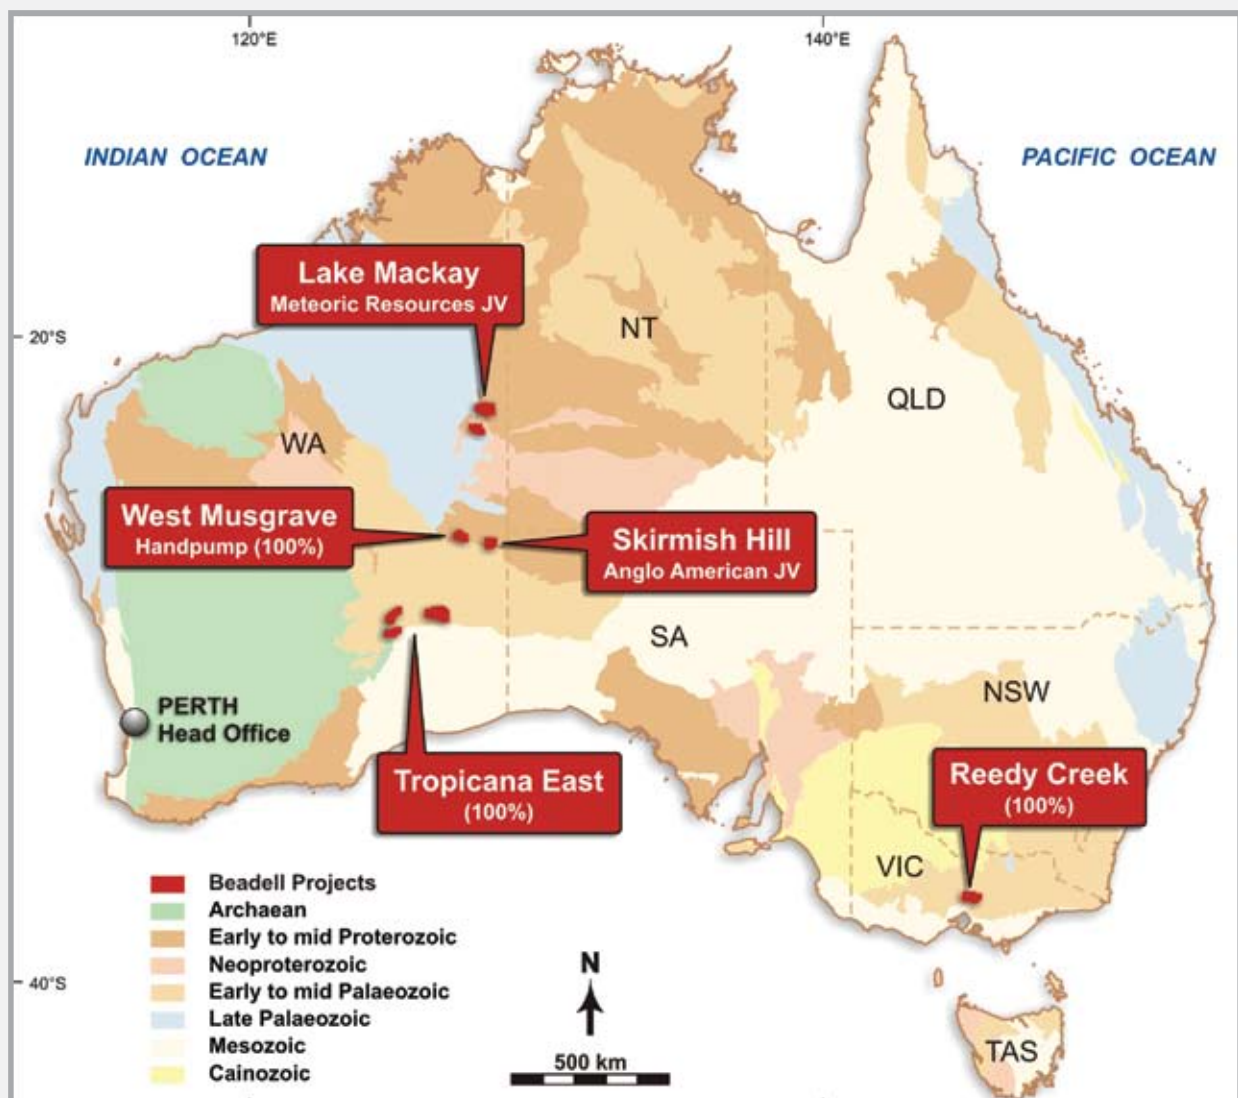 120°E
140°E
INDIAN OCEAN
PACIFIC OCEAN
Lake Mackay
Meteoric Resources JV
20°S
NT
QLD
WA
West Musgrave
Handpump (100%)
Skirmish Hill
Anglo American JV
SA
NSW
PERTH
Head Office
Tropicana East
(100%)
Reedy Creek
(100%)
VIC
Beadell Projects
Archaean
Early to mid Proterozoic
Neoproterozoic
Early to mid Palaeozoic
Late Palaeozoic
Mesozoic
Cainozoic
40°S
N
500 km
TAS